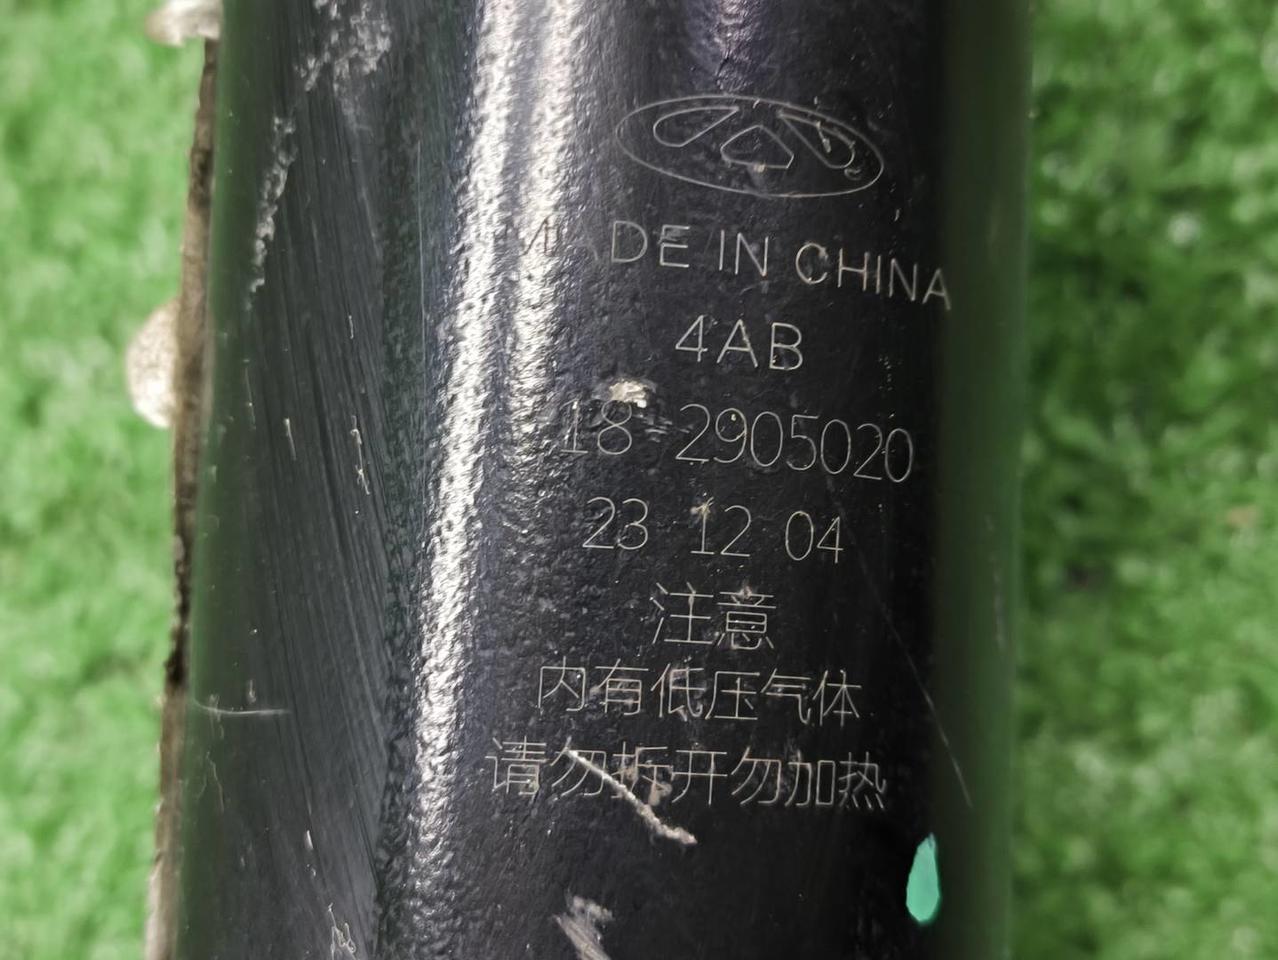 MADE IN CHINA
4AB
18 2905020
23 12 04
注意
内有低压气体
请勿拆开勿加热